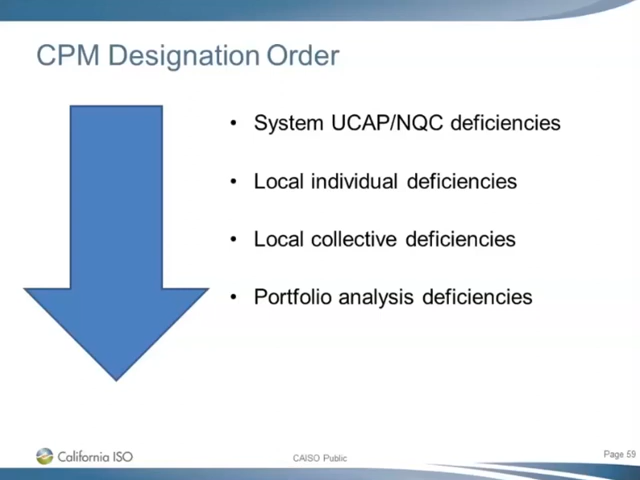 CPM Designation Order
• System UCAP/NQC deficiencies
• Local individual deficiencies
• Local collective deficiencies
• Portfolio analysis deficiencies
California ISO
CAISO Public
Page 59